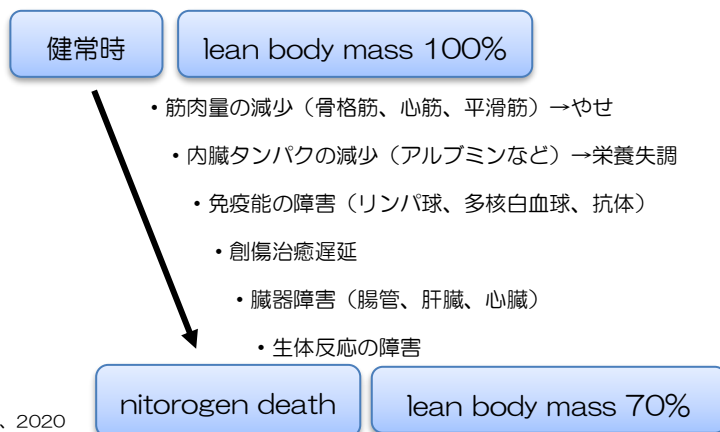 健常時
lean body mass 100%
・筋肉量の減少（骨格筋、心筋、平滑筋）→やせ
・内臓タンパクの減少（アルブミンなど）→栄養失調
・免疫能の障害（リンパ球、多核白血球、抗体）
・創傷治癒遅延
・臓器障害（腸管、肝臓、心臓）
・生体反応の障害
nitorogen death
lean body mass 70%
、2020